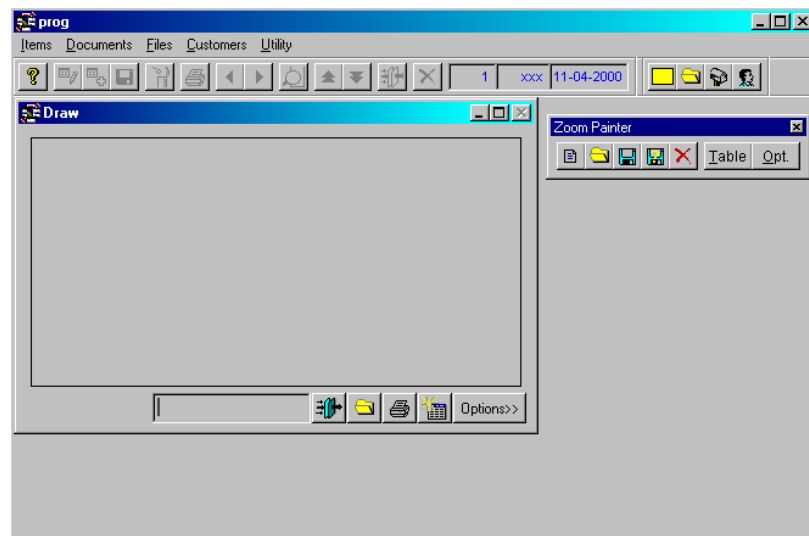 prog
Items Documents Files Customers Utility
1 xxx 11-04-2000
Draw
Zoom Painter
Table Opt.
Options>>